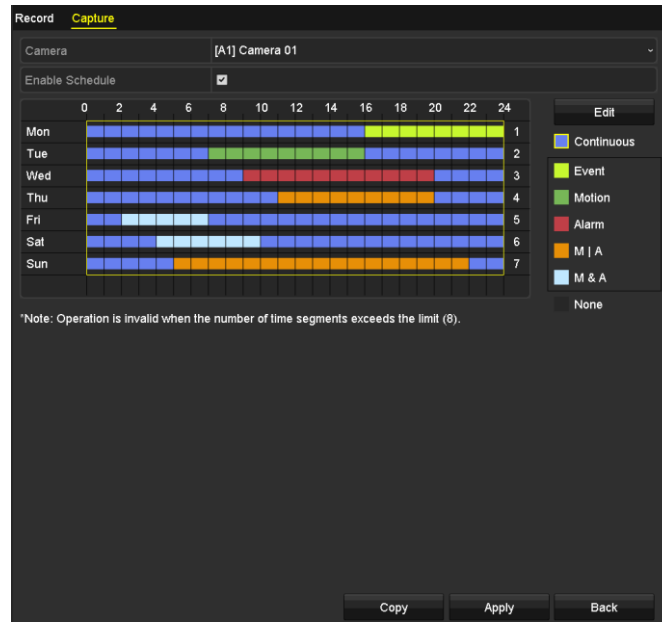 Record Capture
Camera [A1] Camera 01
Enable Schedule
0 2 4 6 8 10 12 14 16 18 20 22 24
Edit
Mon 1
Continuous
Tue 2
Wed 3
Event
Thu 4
Motion
Fri 5
Alarm
Sat 6
M | A
Sun 7
M & A
None
*Note: Operation is invalid when the number of time segments exceeds the limit (8).
Copy Apply Back